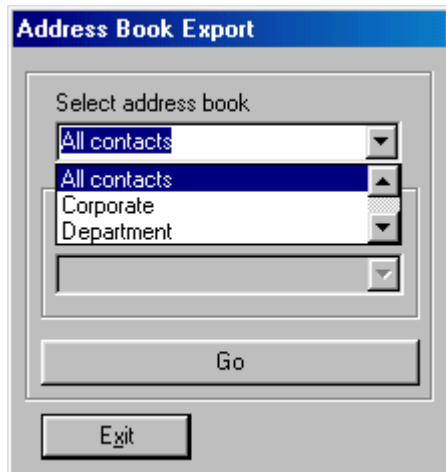 Address Book Export
Select address book
All contacts
All contacts
Corporate
Department
Go
Exit